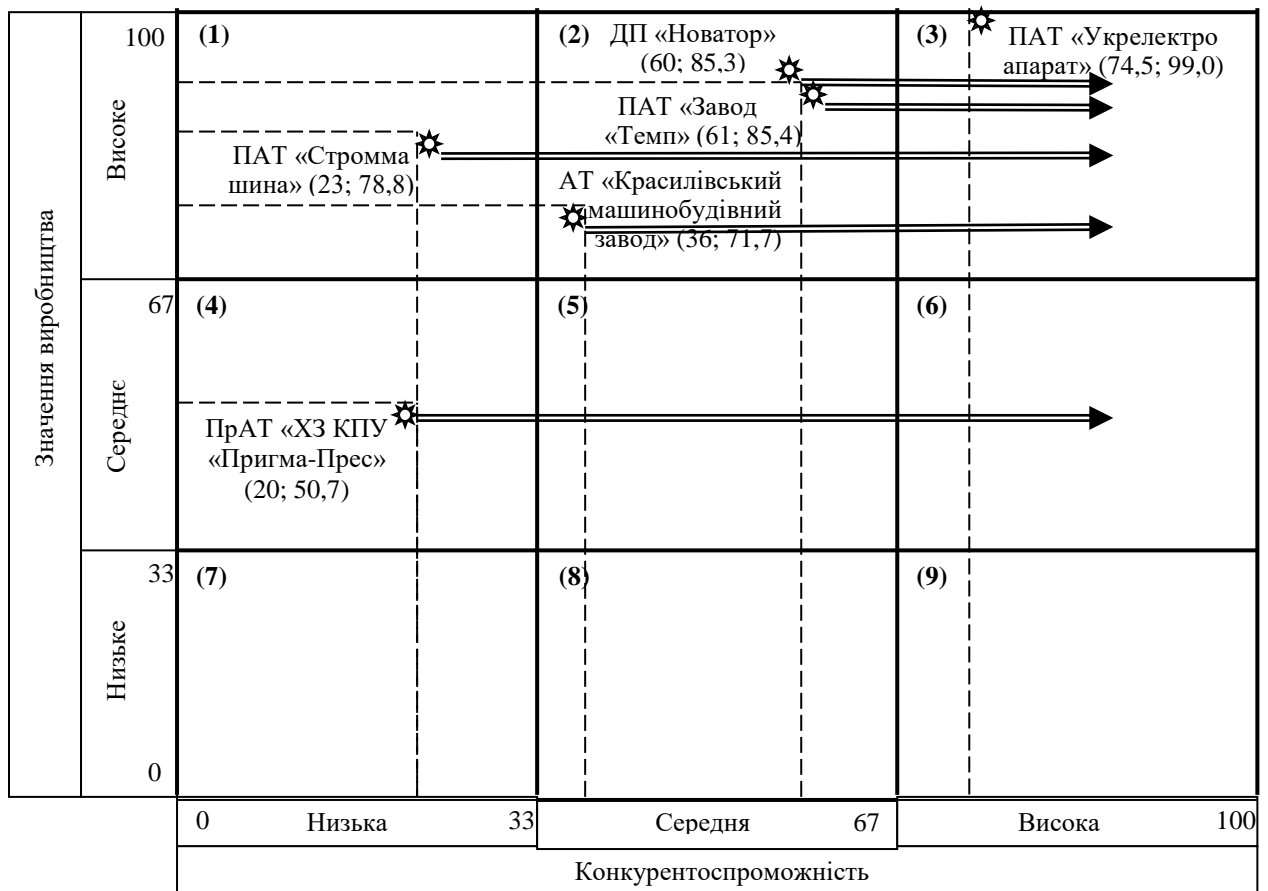 100
(1)
(2)
ДП «Новатор»
(60; 85,3)
(3)
ПАТ «Укрелектро
апарат» (74,5; 99,0)
ПАТ «Завод
«Темп» (61; 85,4)
ПАТ «Стромма
шина» (23; 78,8)
АТ «Красилівський
машинобудівний
завод» (36; 71,7)
Високе
Значення виробництва
67
(4)
(5)
(6)
Середнє
ПрАТ «ХЗ КПУ
«Пригма-Прес»
(20; 50,7)
33
(7)
(8)
(9)
Низьке
0
0 Низька 33 Середня 67 Висока 100
Конкурентоспроможність